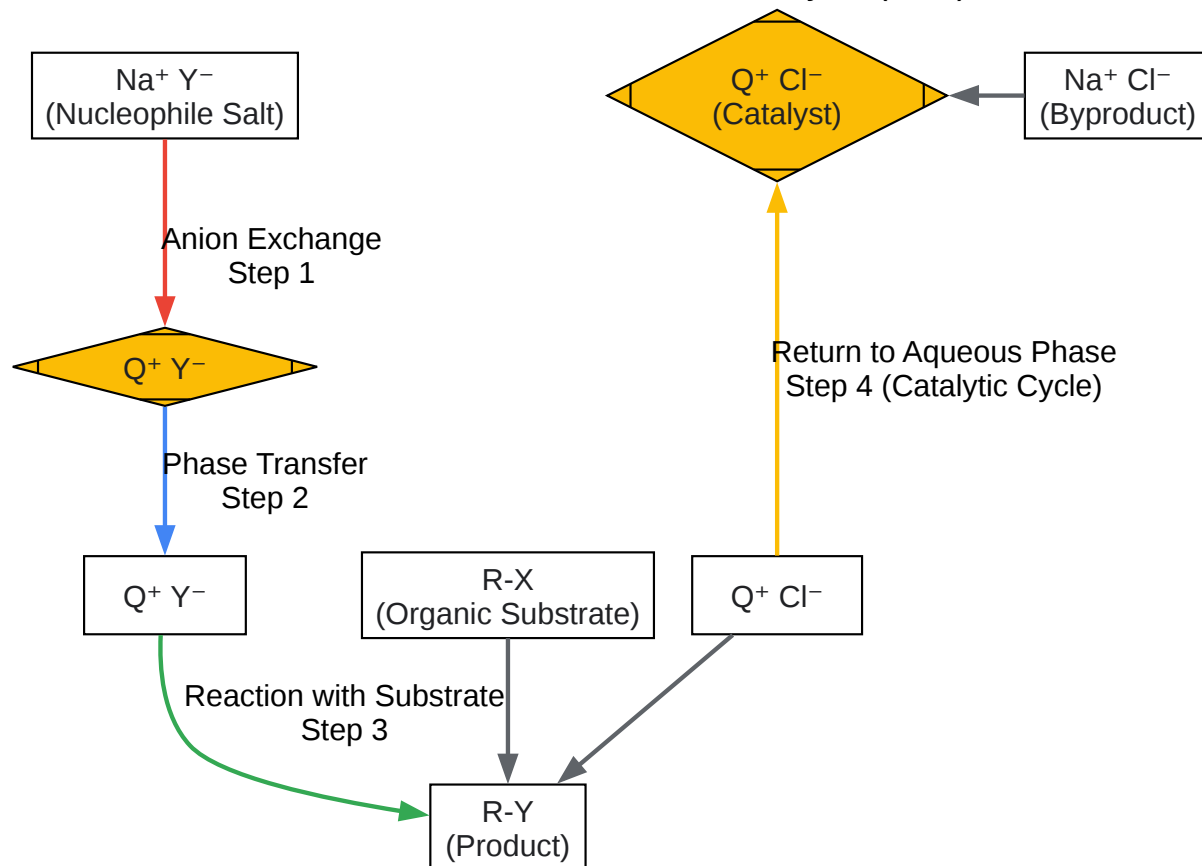 Na⁺ Y⁻
(Nucleophile Salt)
Q⁺ Cl⁻
(Catalyst)
Na⁺ Cl⁻
(Byproduct)
Anion Exchange
Step 1
Q⁺ Y⁻
Return to Aqueous Phase
Step 4 (Catalytic Cycle)
Phase Transfer
Step 2
Q⁺ Y⁻
R-X
(Organic Substrate)
Q⁺ Cl⁻
Reaction with Substrate
Step 3
R-Y
(Product)